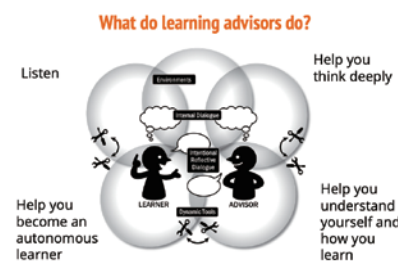 What do learning advisors do?
Listen
Help you
think deeply
Environments
Internal Dialogue
Intentional
Reflective
Dialogue
LEARNER
ADVISOR
Dynamic Tools
Help you
become an
autonomous
learner
Help you
understand
yourself and
how you
learn